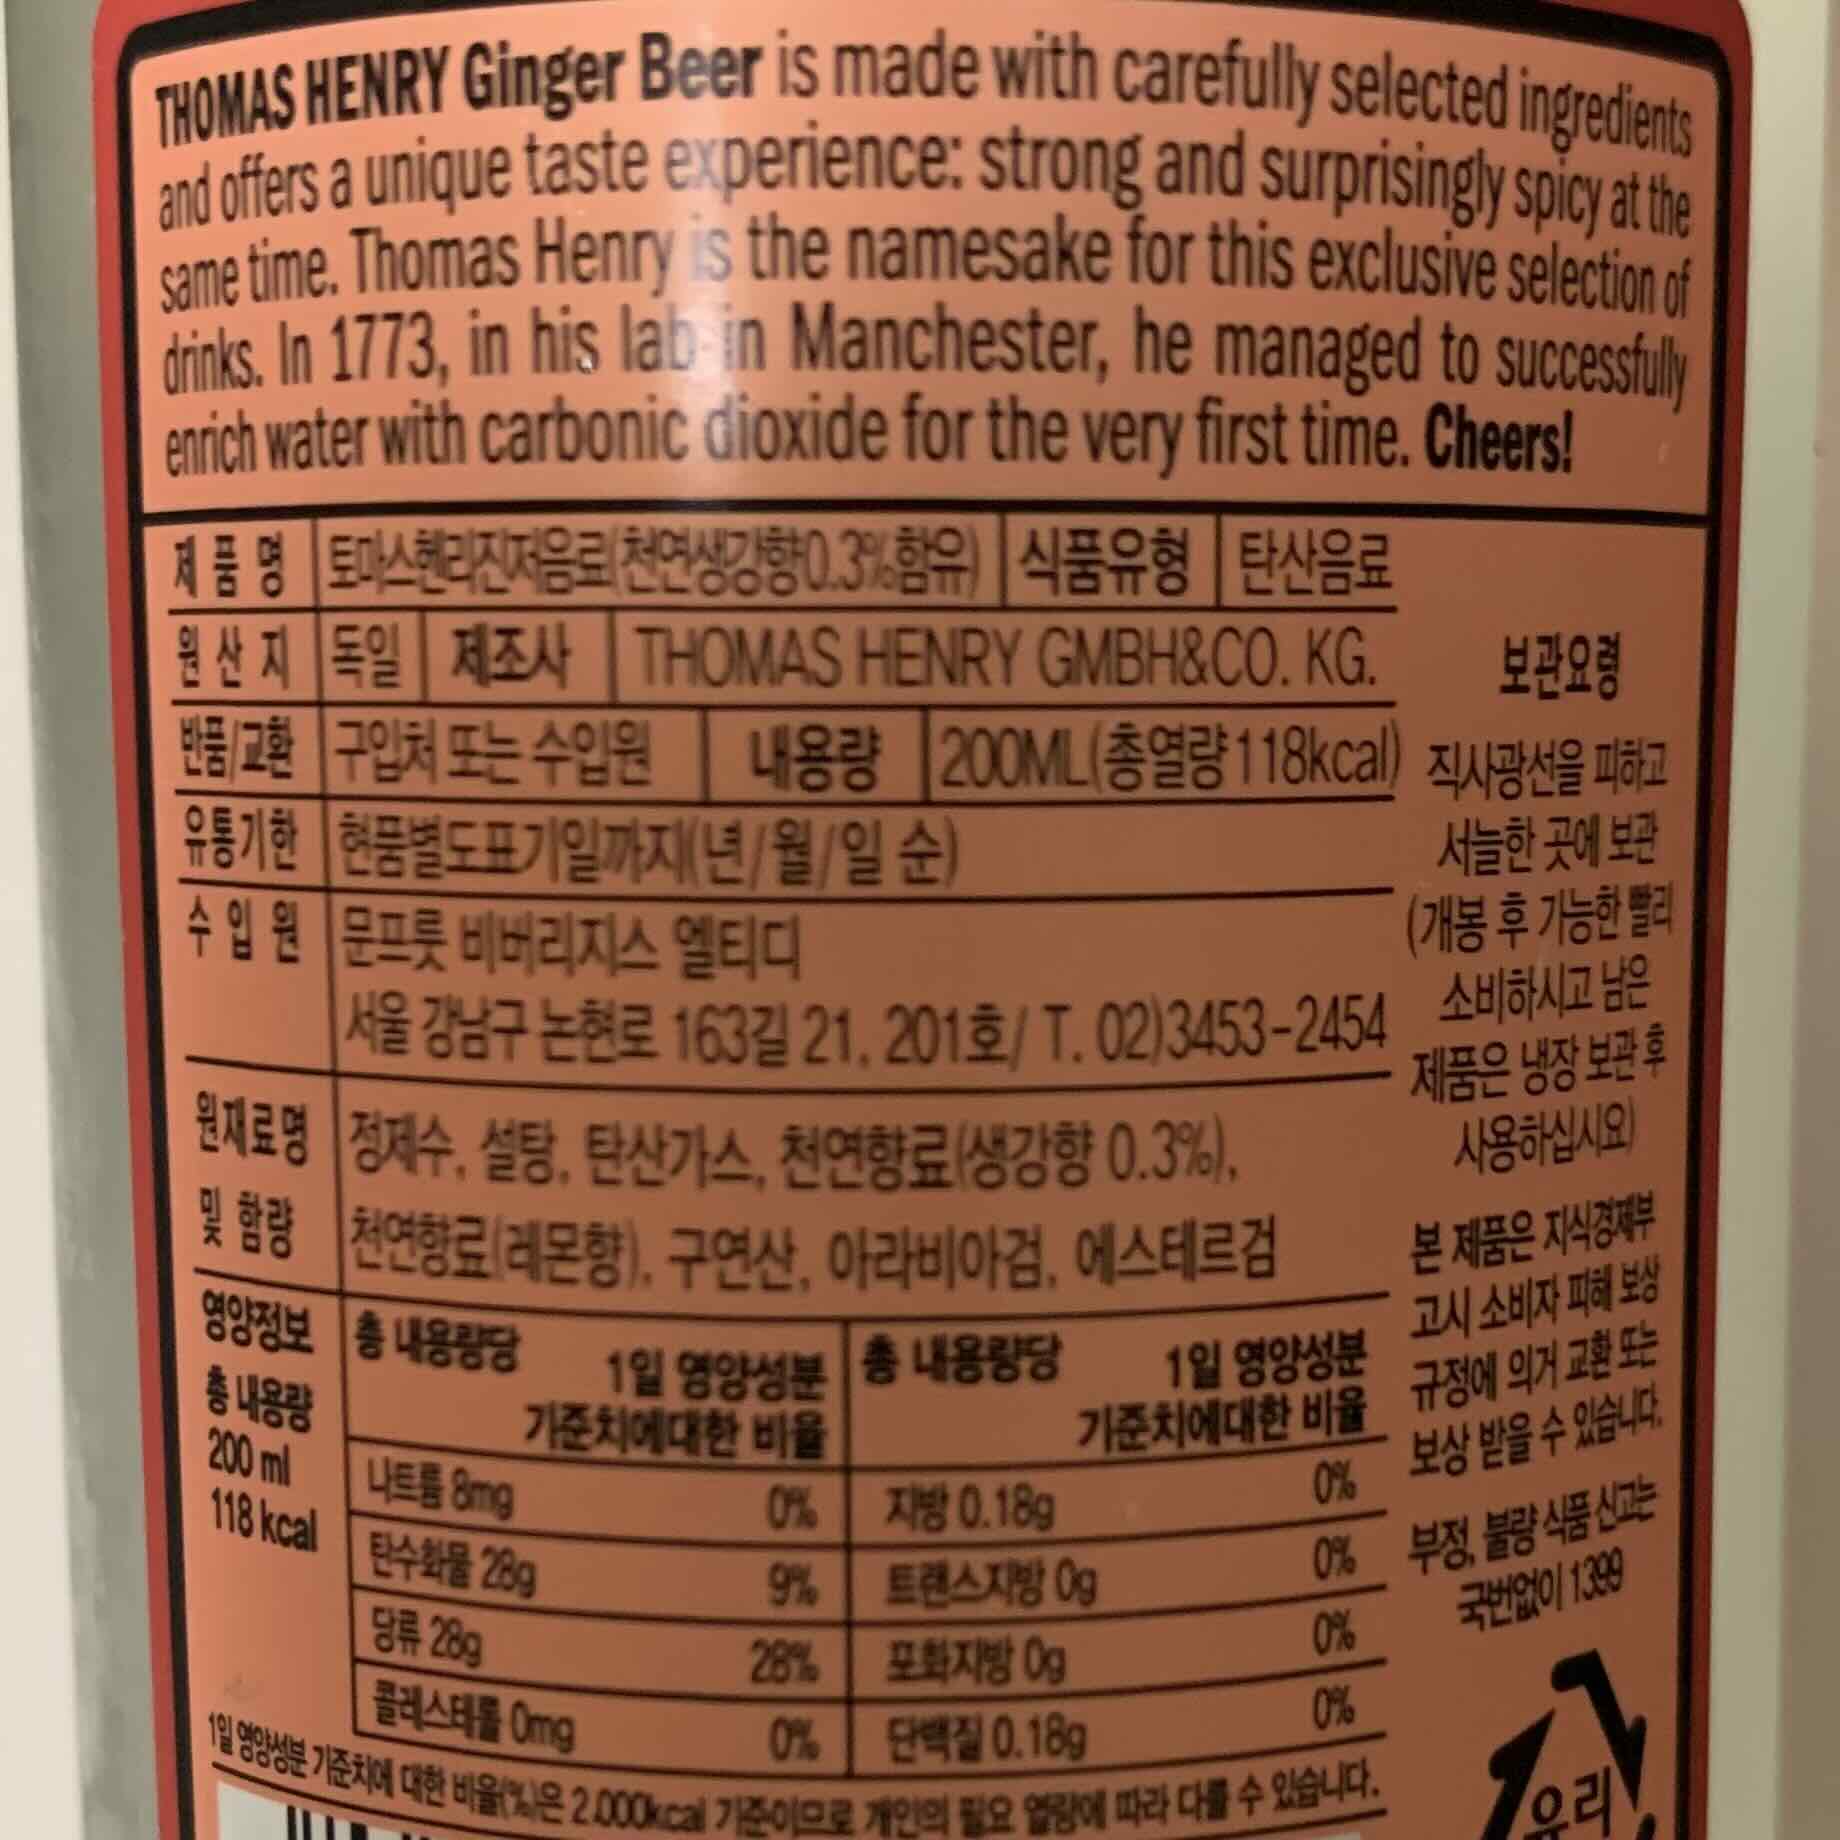 THOMAS HENRY Ginger Beer is made with carefully selected ingredients
and offers a unique taste experience: strong and surprisingly spicy at the
same time. Thomas Henry is the namesake for this exclusive selection of
drinks. In 1773, in his lab in Manchester, he managed to successfully
enrich water with carbonic dioxide for the very first time. Cheers!
제 품 명 토마스헨리진저음료(천연생강향0.3%함유) 식품유형 탄산음료
원 산 지 독일 제조사 THOMAS HENRY GMBH&CO. KG.
반품/교환 구입처 또는 수입원 내용량 200ML(총열량118kcal)
유통기한 현품별도표기일까지(년/월/일 순)
수 입 원 문프룻 비버리지스 엘티디
서울 강남구 논현로 163길 21, 201호/ T. 02)3453-2454
원재료명 정제수, 설탕, 탄산가스, 천연향료(생강향 0.3%),
및 함량 천연향료(레몬향), 구연산, 아라비아검, 에스테르검
영양정보
총 내용량
200 ml
118 kcal
총 내용량당 1일 영양성분
기준치에대한 비율
나트륨 8mg 0%
탄수화물 28g 9%
당류 28g 28%
콜레스테롤 0mg 0%
총 내용량당 1일 영양성분
기준치에대한 비율
지방 0.18g 0%
트랜스지방 0g 0%
포화지방 0g 0%
단백질 0.18g 0%
1일 영양성분 기준치에 대한 비율(%)은 2.000kcal 기준이므로 개인의 필요 열량에 따라 다를 수 있습니다.
보관요령
직사광선을 피하고
서늘한 곳에 보관
(개봉 후 가능한 빨리
소비하시고 남은
제품은 냉장 보관 후
사용하십시요)
본 제품은 지식경제부
고시 소비자 피해 보상
규정에 의거 교환 또는
보상 받을 수 있습니다.
부정, 불량 식품 신고는
국번없이 1399
유리